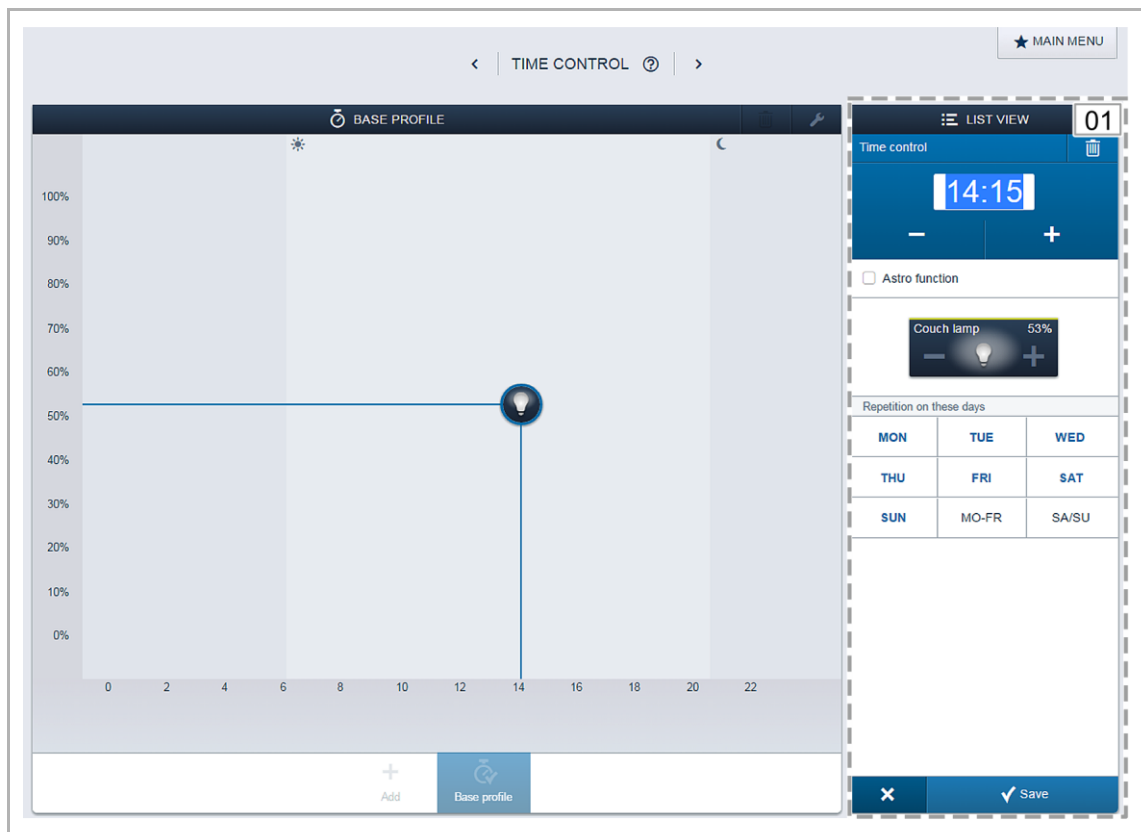 MAIN MENU
TIME CONTROL
BASE PROFILE
100%
90%
80%
70%
60%
50%
40%
30%
20%
10%
0%
0 2 4 6 8 10 12 14 16 18 20 22
Add
Base profile
LIST VIEW
01
Time control
14:15
− +
Astro function
Couch lamp 53%
− +
Repetition on these days
MON TUE WED
THU FRI SAT
SUN MO-FR SA/SU
Save